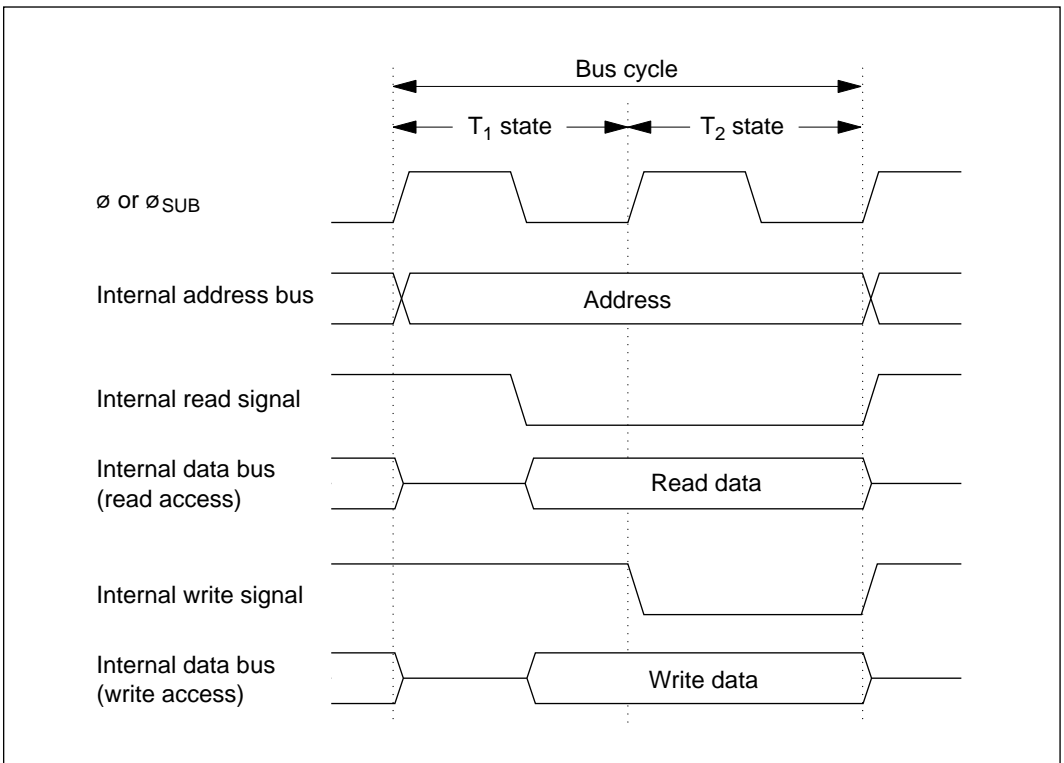 Bus cycle
T₁ state
T₂ state
ø or øSUB
Internal address bus
Address
Internal read signal
Internal data bus
(read access)
Read data
Internal write signal
Internal data bus
(write access)
Write data